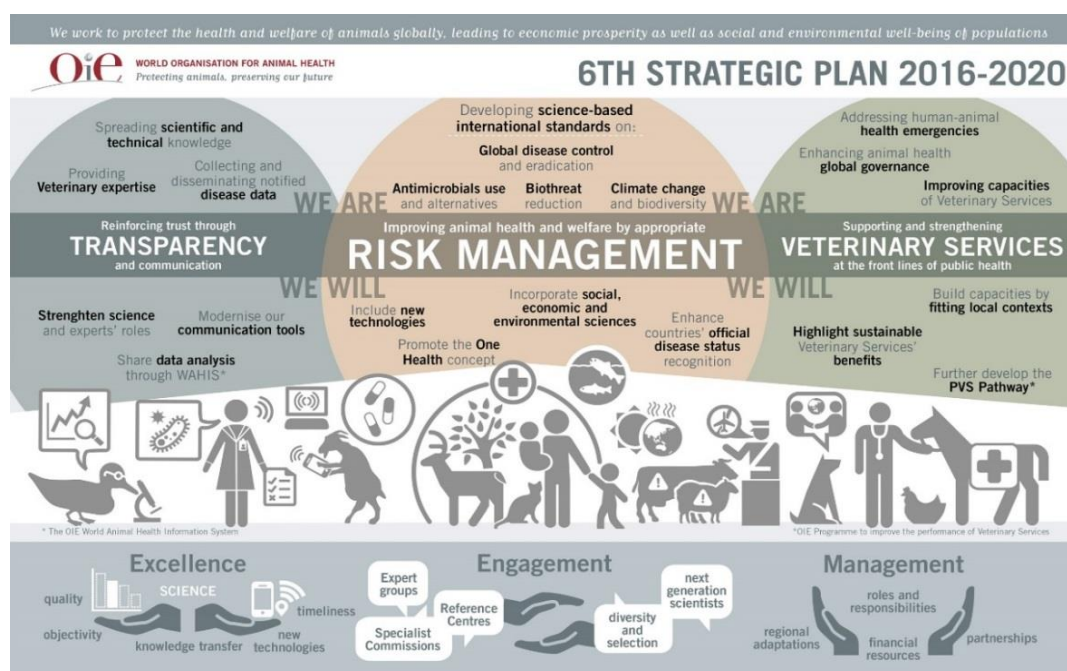 We work to protect the health and welfare of animals globally, leading to economic prosperity as well as social and environmental well-being of populations
OiE
WORLD ORGANISATION FOR ANIMAL HEALTH
Protecting animals, preserving our future
6TH STRATEGIC PLAN 2016-2020
Spreading scientific and
technical knowledge
Providing
Veterinary expertise
Collecting and
disseminating notified
disease data
Developing science-based
international standards on:
Global disease control
and eradication
Antimicrobials use
and alternatives
Biothreat
reduction
Climate change
and biodiversity
Addressing human-animal
health emergencies
Enhancing animal health
global governance
Improving capacities
of Veterinary Services
WE ARE
WE ARE
Reinforcing trust through
TRANSPARENCY
and communication
Improving animal health and welfare by appropriate
RISK MANAGEMENT
Supporting and strengthening
VETERINARY SERVICES
at the front lines of public health
WE WILL
WE WILL
Strenghten science
and experts' roles
Modernise our
communication tools
Share data analysis
through WAHIS*
Include new
technologies
Promote the One
Health concept
Incorporate social,
economic and
environmental sciences
Enhance
countries' official
disease status
recognition
Build capacities by
fitting local contexts
Highlight sustainable
Veterinary Services'
benefits
Further develop the
PVS Pathway*
* The OIE World Animal Health Information System
*OIE Programme to improve the performance of Veterinary Services
Excellence
SCIENCE
quality
objectivity
knowledge transfer
new
technologies
timeliness
Engagement
Expert
groups
Specialist
Commissions
Reference
Centres
diversity
and
selection
next
generation
scientists
Management
roles and
responsibilities
regional
adaptations
financial
resources
partnerships